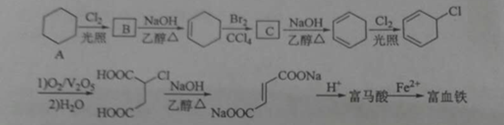 Cl₂ 光照 B NaOH 乙醇△ Br₂ CCl₄ C NaOH 乙醇△ Cl₂ 光照 Cl
A
1)O₂/V₂O₅ 2)H₂O HOOC Cl HOOC NaOH 乙醇△ COONa NaOOC H⁺ 富马酸 Fe²⁺ 富血铁